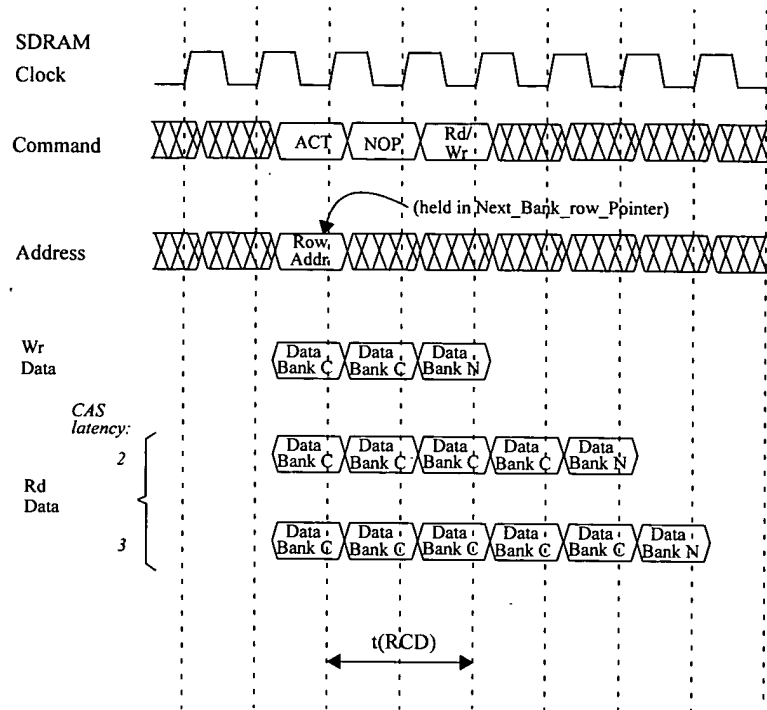 SDRAM
Clock
Command
ACT
NOP
Rd/
Wr
(held in Next_Bank_row_Pointer)
Address
Row
Addr
Wr
Data
Data
Bank C
Data
Bank C
Data
Bank N
CAS
latency:
2
Data
Bank C
Data
Bank C
Data
Bank C
Data
Bank C
Data
Bank N
Rd
Data
3
Data
Bank C
Data
Bank C
Data
Bank C
Data
Bank C
Data
Bank C
Data
Bank N
t(RCD)